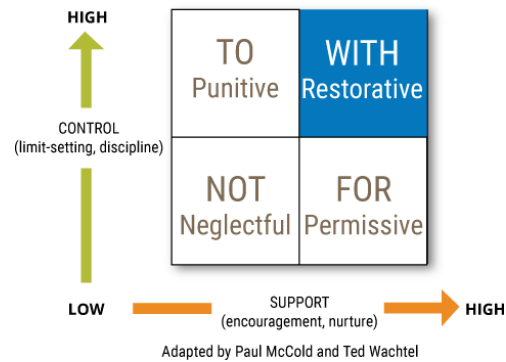 HIGH
TO
Punitive
WITH
Restorative
CONTROL
(limit-setting, discipline)
NOT
Neglectful
FOR
Permissive
LOW
SUPPORT
(encouragement, nurture)
HIGH
Adapted by Paul McCold and Ted Wachtel